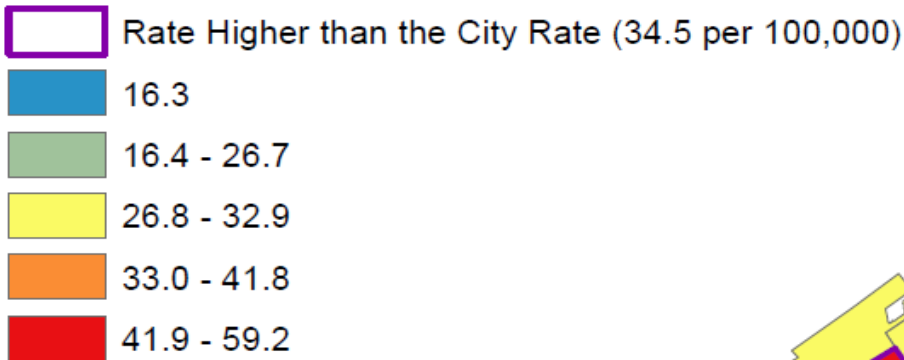 Rate Higher than the City Rate (34.5 per 100,000)
16.3
16.4 - 26.7
26.8 - 32.9
33.0 - 41.8
41.9 - 59.2